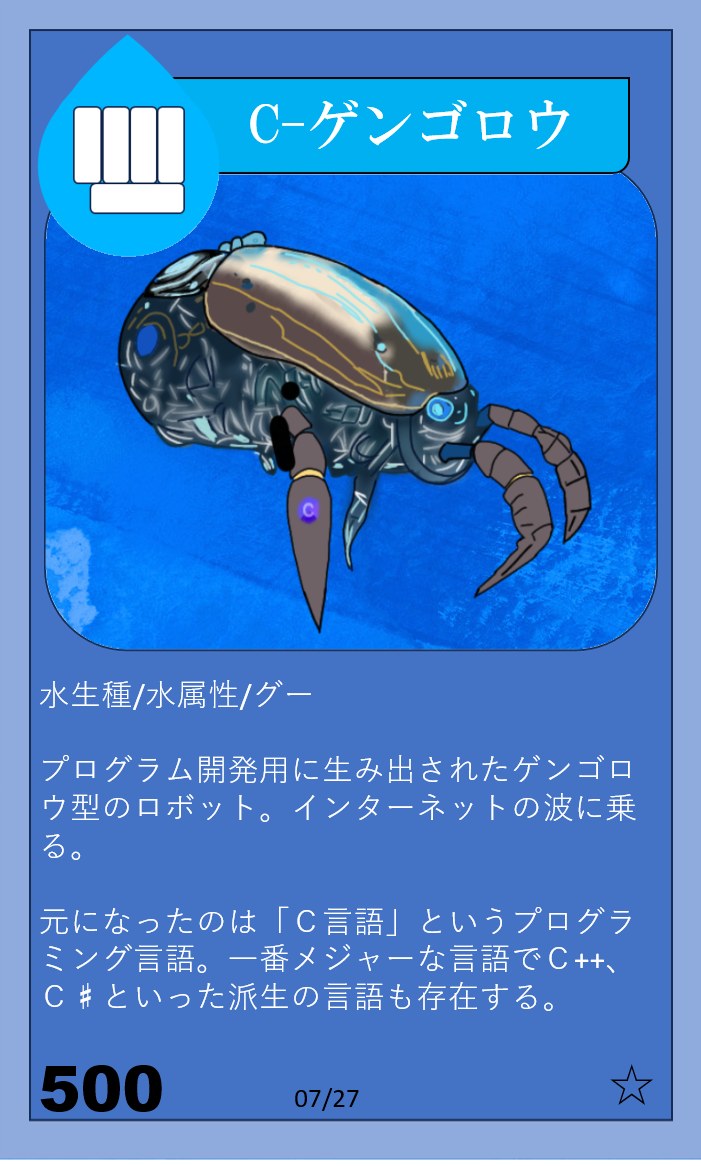 C-ゲンゴロウ
C
水生種/水属性/グー
プログラム開発用に生み出されたゲンゴロ
ウ型のロボット。インターネットの波に乗
る。
元になったのは「Ｃ言語」というプログラ
ミング言語。一番メジャーな言語でＣ++、
Ｃ♯といった派生の言語も存在する。
500
07/27
☆